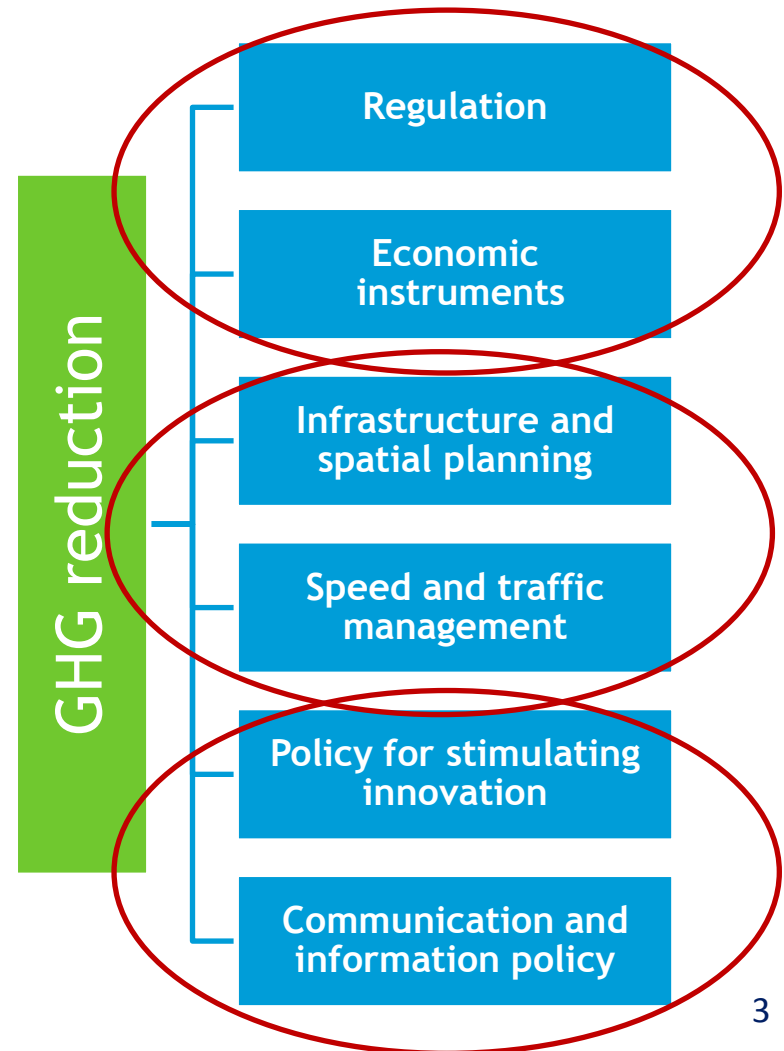 GHG reduction
Regulation
Economic
instruments
Infrastructure and
spatial planning
Speed and traffic
management
Policy for stimulating
innovation
Communication and
information policy
3